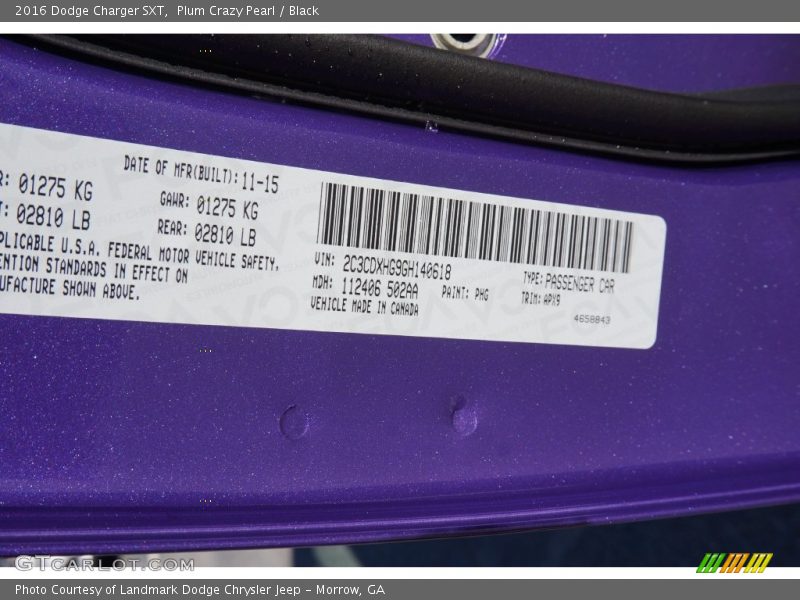 2016 Dodge Charger SXT, Plum Crazy Pearl / Black
DATE OF MFR(BUILT): 11-15
R: 01275 KG
T: 02810 LB
GAWR: 01275 KG
REAR: 02810 LB
PLICABLE U.S.A. FEDERAL MOTOR VEHICLE SAFETY,
ENTION STANDARDS IN EFFECT ON
UFACTURE SHOWN ABOVE.
VIN: 2C3CDXHG9GH140618
MDH: 112406 502AA
PAINT: PHG
VEHICLE MADE IN CANADA
TYPE: PASSENGER CAR
TRIM: APX9
4658843
GTCARLOT.COM
Photo Courtesy of Landmark Dodge Chrysler Jeep – Morrow, GA